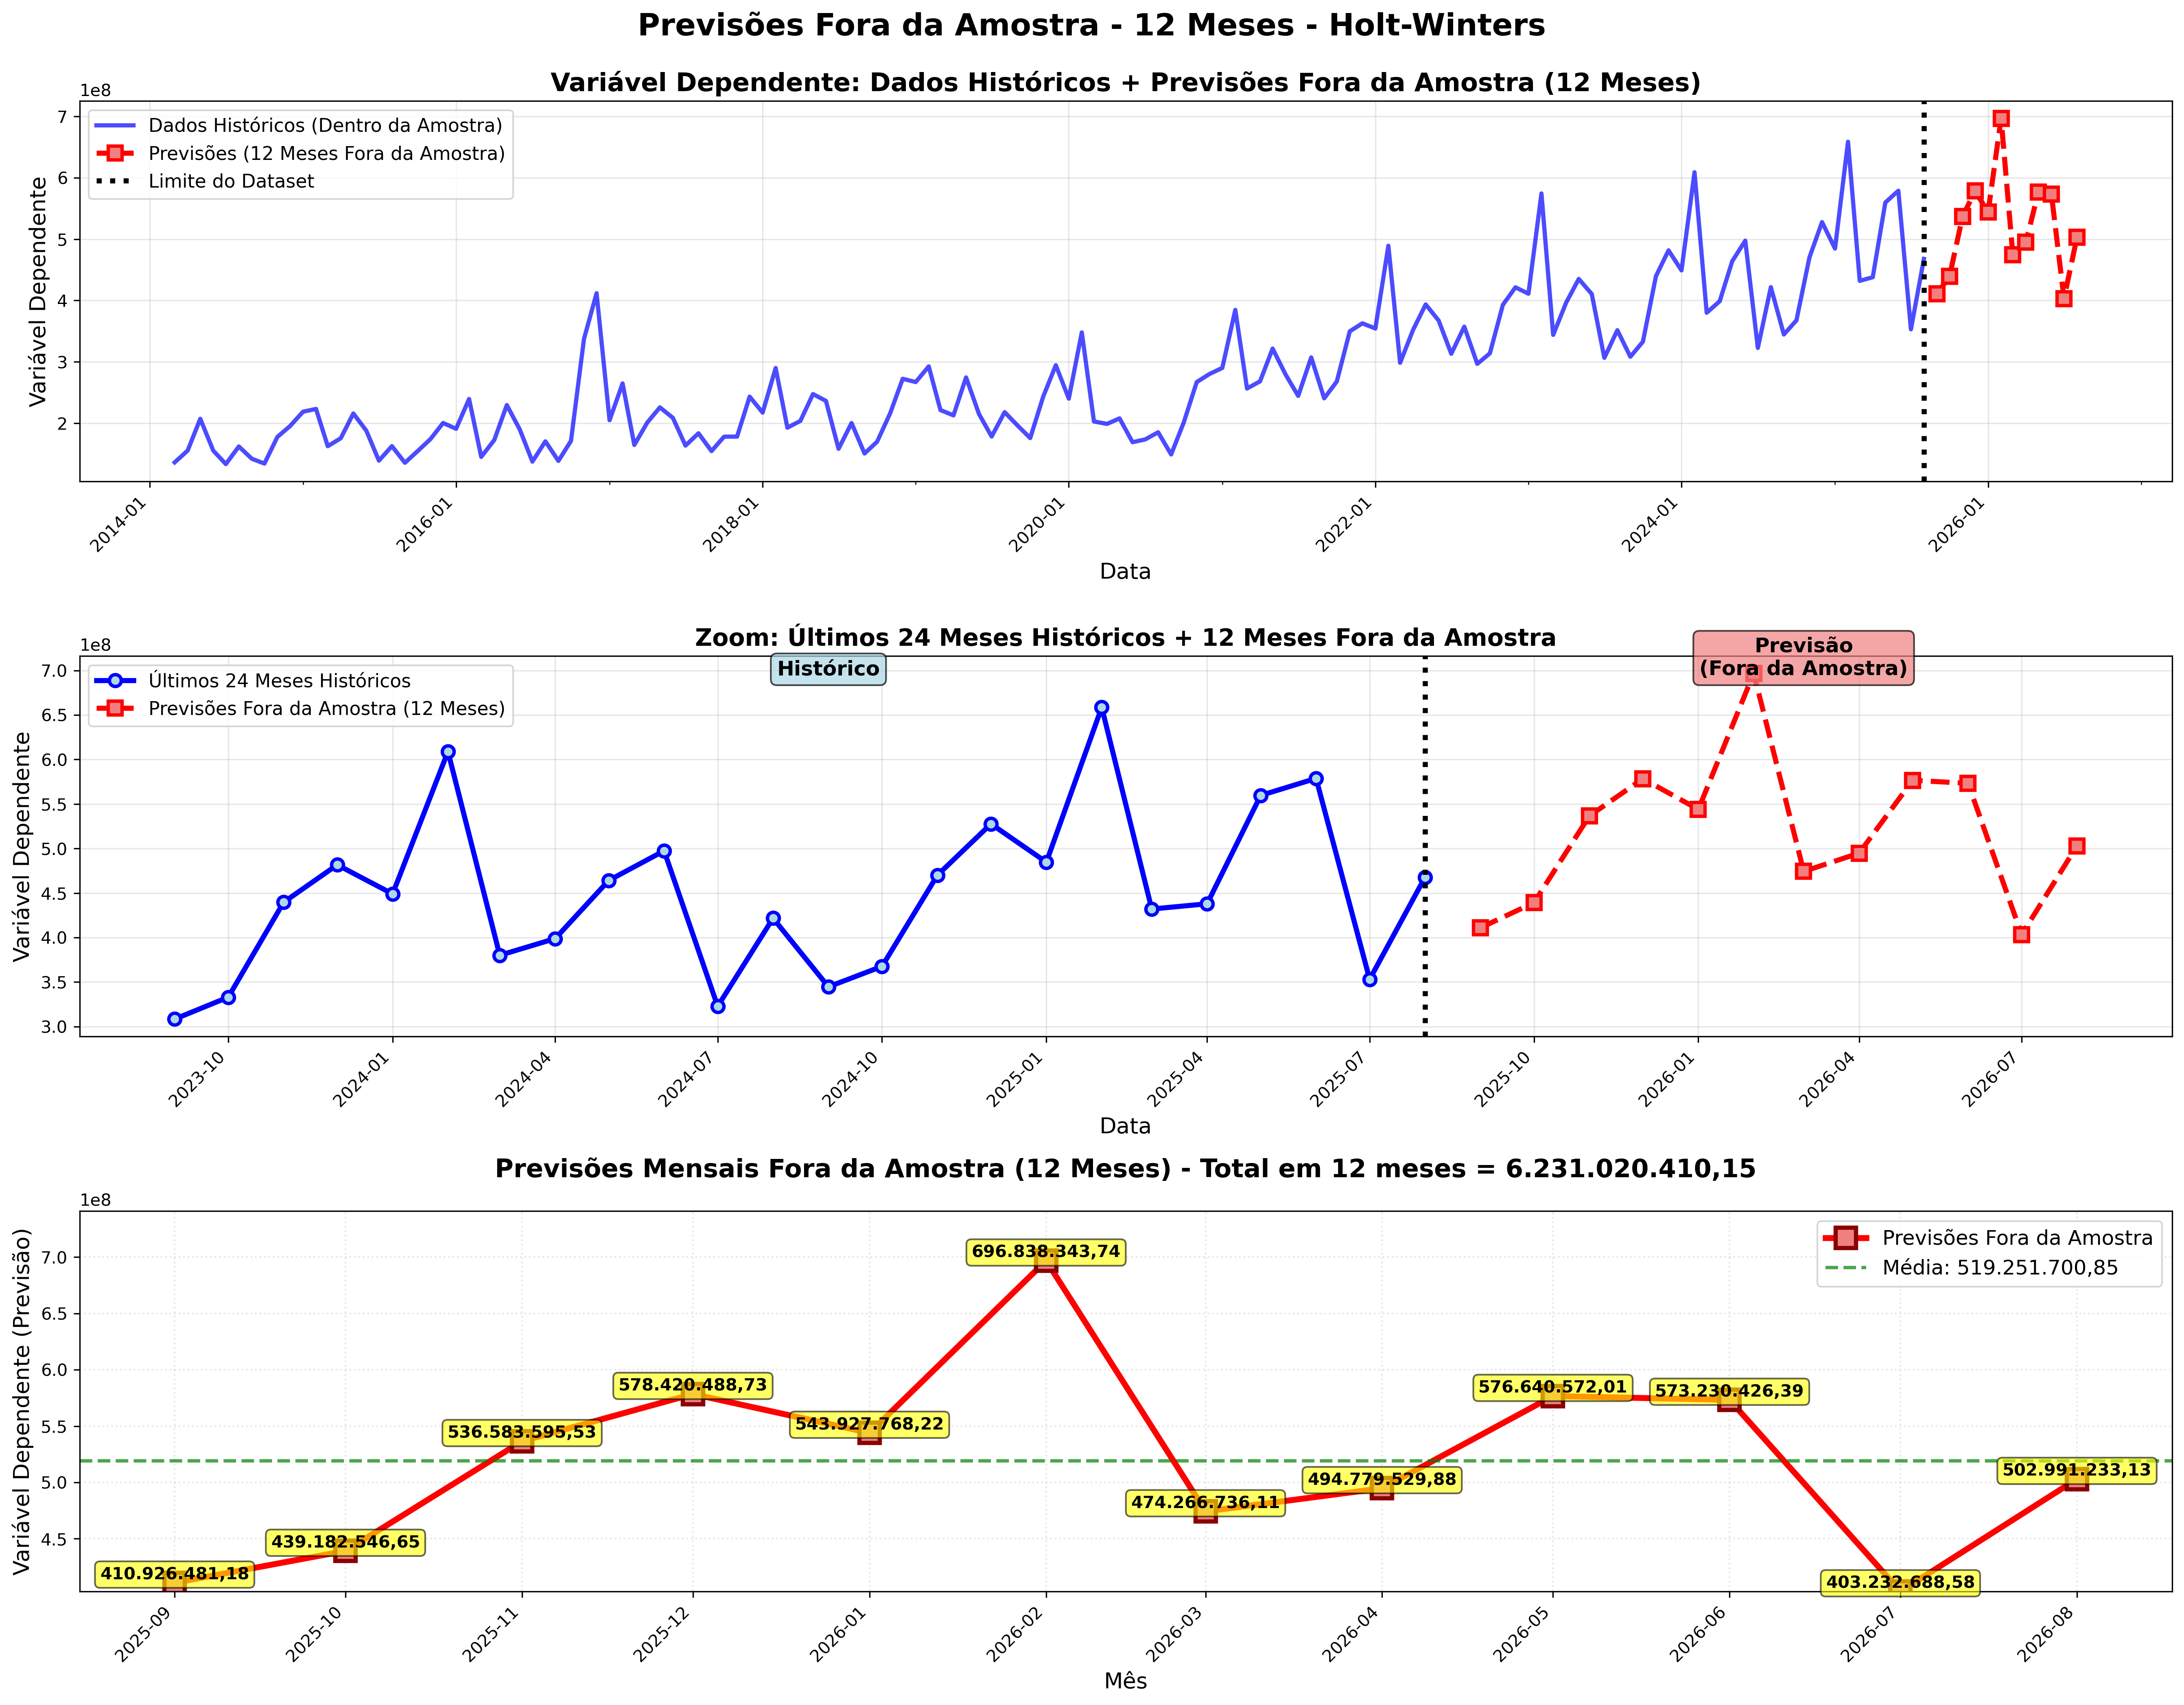 Previsões Fora da Amostra - 12 Meses - Holt-Winters
Variável Dependente: Dados Históricos + Previsões Fora da Amostra (12 Meses)
1e8
Dados Históricos (Dentro da Amostra)
Previsões (12 Meses Fora da Amostra)
Limite do Dataset
Variável Dependente
7
6
5
4
3
2
2014-01
2016-01
2018-01
2020-01
2022-01
2024-01
2026-01
Data
Zoom: Últimos 24 Meses Históricos + 12 Meses Fora da Amostra
1e8
Últimos 24 Meses Históricos
Previsões Fora da Amostra (12 Meses)
Histórico
Previsão
(Fora da Amostra)
Variável Dependente
7.0
6.5
6.0
5.5
5.0
4.5
4.0
3.5
3.0
2023-10
2024-01
2024-04
2024-07
2024-10
2025-01
2025-04
2025-07
2025-10
2026-01
2026-04
2026-07
Data
Previsões Mensais Fora da Amostra (12 Meses) - Total em 12 meses = 6.231.020.410,15
1e8
Previsões Fora da Amostra
Média: 519.251.700,85
Variável Dependente (Previsão)
7.0
6.5
6.0
5.5
5.0
4.5
410.926.481,18
439.182.546,65
536.583.595,53
578.420.488,73
543.927.768,22
696.838.343,74
474.266.736,11
494.779.529,88
576.640.572,01
573.230.426,39
403.232.688,58
502.991.233,13
2025-09
2025-10
2025-11
2025-12
2026-01
2026-02
2026-03
2026-04
2026-05
2026-06
2026-07
2026-08
Mês